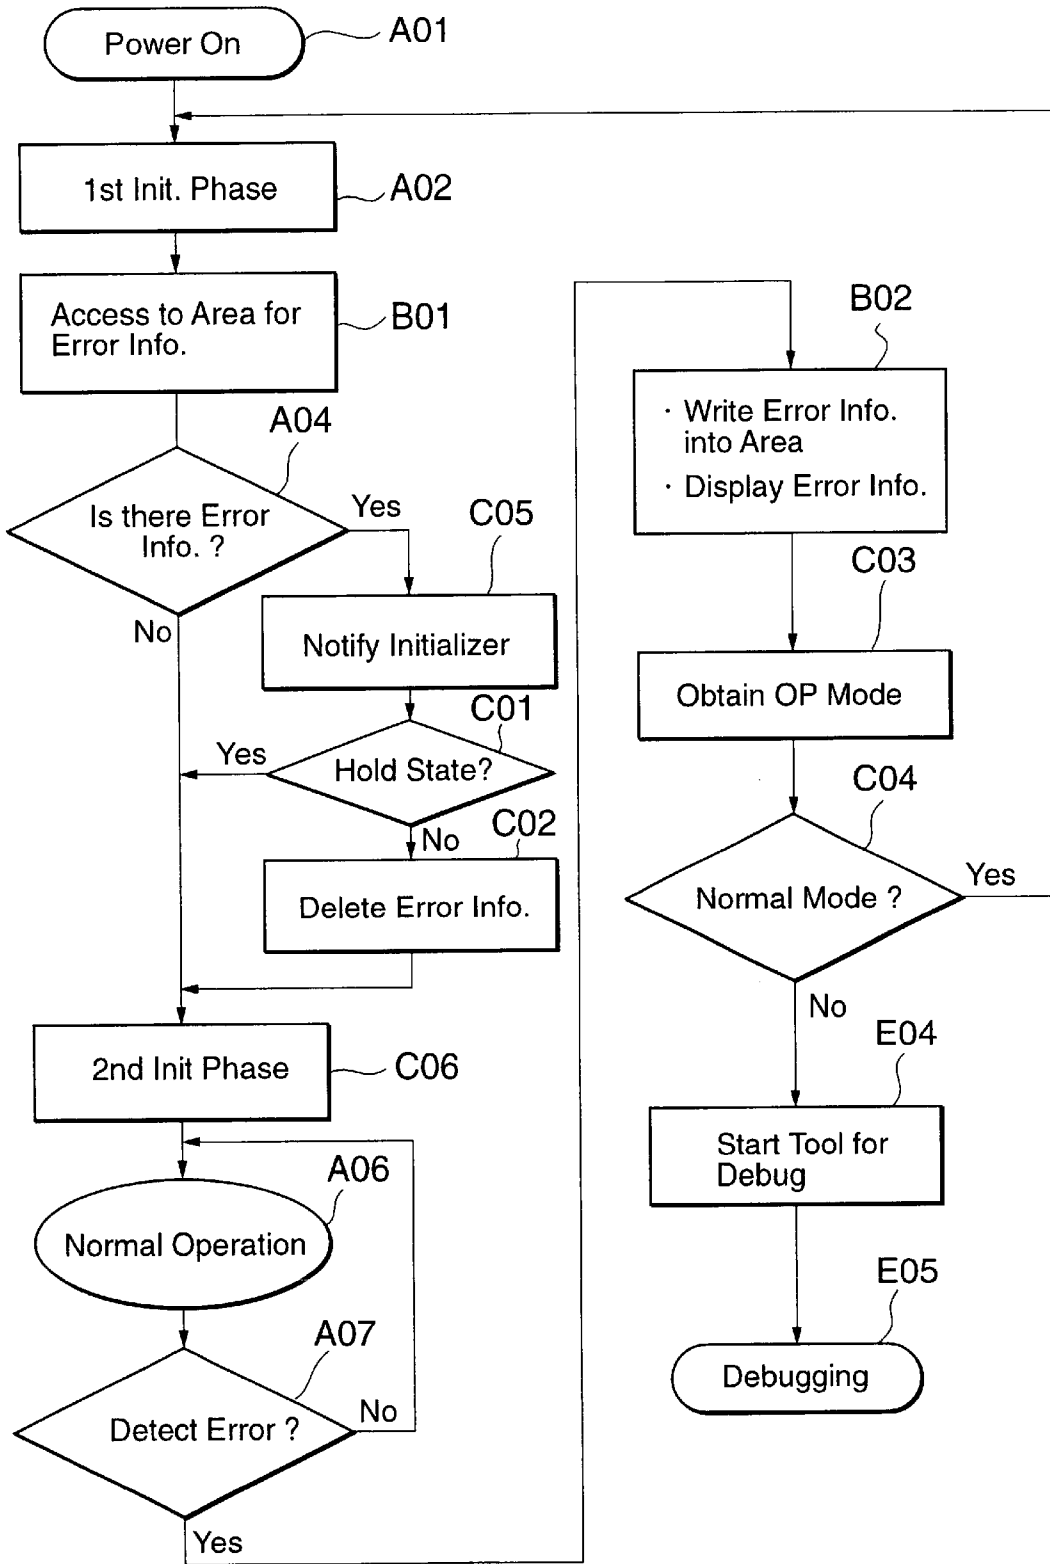 Power On
A01
1st Init. Phase
A02
Access to Area for
Error Info.
B01
A04
Is there Error
Info. ?
Yes
No
C05
Notify Initializer
C01
Hold State?
Yes
No
C02
Delete Error Info.
2nd Init Phase
C06
A06
Normal Operation
A07
Detect Error ?
No
Yes
B02
· Write Error Info.
into Area
· Display Error Info.
C03
Obtain OP Mode
C04
Normal Mode ?
Yes
No
E04
Start Tool for
Debug
E05
Debugging